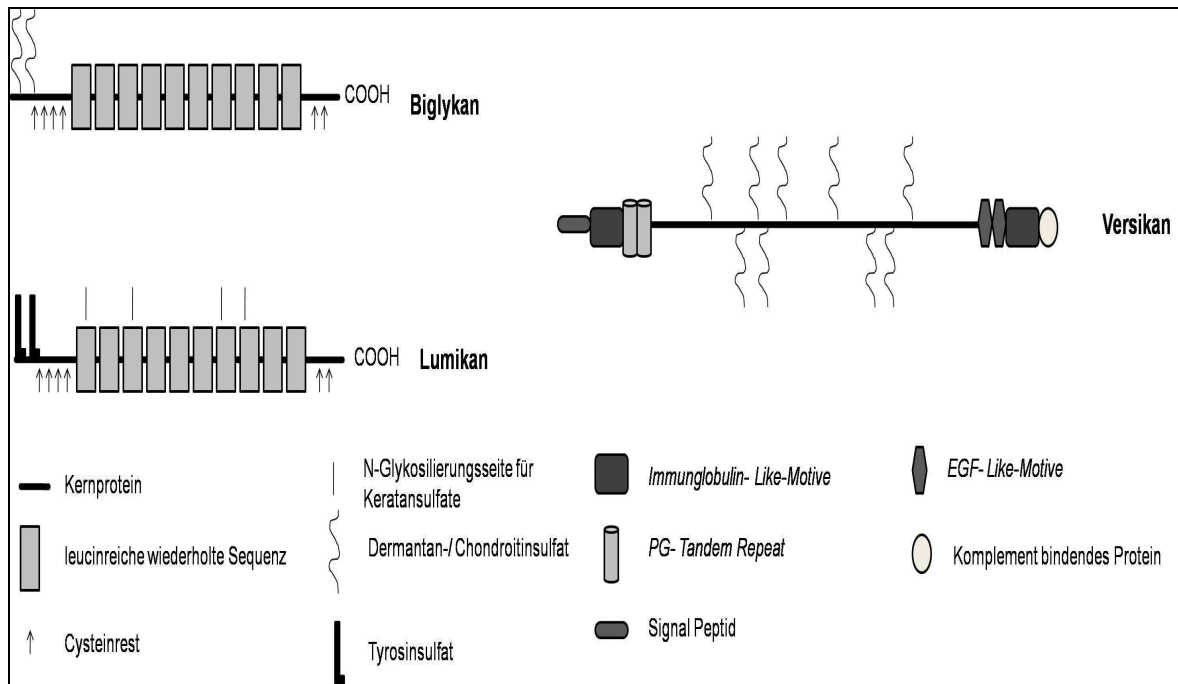 COOH
Biglykan
Versikan
COOH
Lumikan
Kernprotein
leucinreiche wiederholte Sequenz
Cysteinrest
N-Glykosilierungsseite für
Keratansulfate
Dermantan-/ Chondroitinsulfat
Tyrosinsulfat
Immunglobulin- Like-Motive
PG- Tandem Repeat
Signal Peptid
EGF- Like-Motive
Komplement bindendes Protein